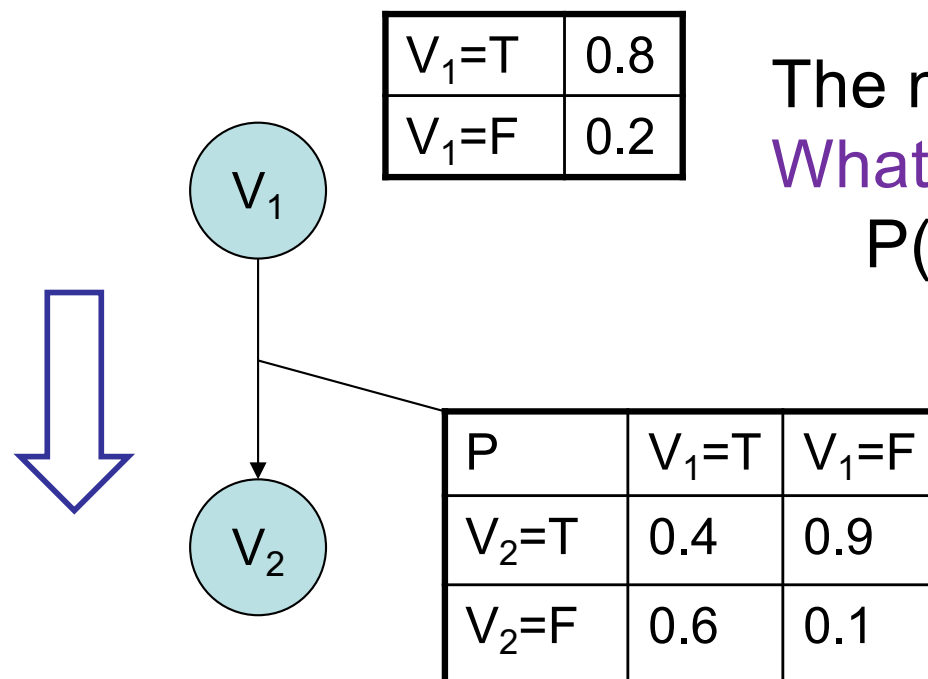 V₁=T 0.8
V₁=F 0.2
The
What
P(
V₁
P V₁=T V₁=F
V₂=T 0.4 0.9
V₂=F 0.6 0.1
V₂